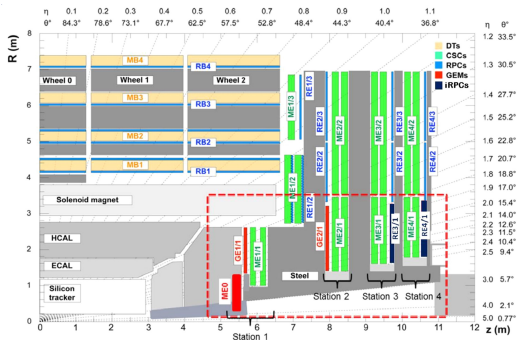 η 0.1 0.2 0.3 0.4 0.5 0.6 0.7 0.8 0.9 1.0 1.1 η θ°
θ° 84.3° 78.6° 73.1° 67.7° 62.5° 57.5° 52.8° 48.4° 44.3° 40.4° 36.8°
R (m)
8
7
6
5
4
3
2
1
0
MB4
RB4
Wheel 0 Wheel 1 Wheel 2
MB3
RB3
MB2
RB2
MB1
RB1
Solenoid magnet
HCAL
ECAL
Silicon
tracker
Steel
ME0
GE1/1
ME1/1
ME1/2
ME1/3
RE1/2
RE1/3
GE2/1
ME2/1
ME2/2
RE2/2
RE2/3
ME3/1
ME3/2
RE3/1
RE3/2
RE3/3
ME4/1
ME4/2
RE4/1
RE4/2
RE4/3
DTs
CSCs
RPCs
GEMs
iRPCs
1.2 33.5°
1.3 30.5°
1.4 27.7°
1.5 25.2°
1.6 22.8°
1.7 20.7°
1.8 18.8°
1.9 17.0°
2.0 15.4°
2.1 14.0°
2.2 12.6°
2.3 11.5°
2.4 10.4°
2.5 9.4°
3.0 5.7°
4.0 2.1°
5.0 0.77°
Station 2 Station 3 Station 4
0 1 2 3 4 5 6 7 8 9 10 11 12 z (m)
Station 1